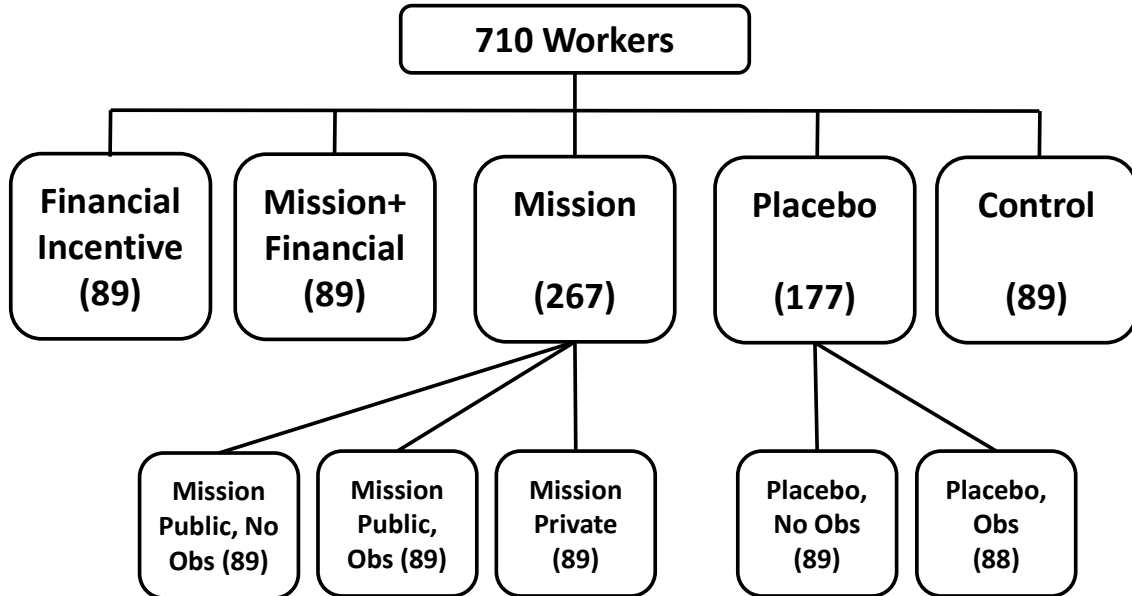 710 Workers
Financial
Incentive
(89)
Mission+
Financial
(89)
Mission
(267)
Placebo
(177)
Control
(89)
Mission
Public, No
Obs (89)
Mission
Public,
Obs (89)
Mission
Private
(89)
Placebo,
No Obs
(89)
Placebo,
Obs
(88)